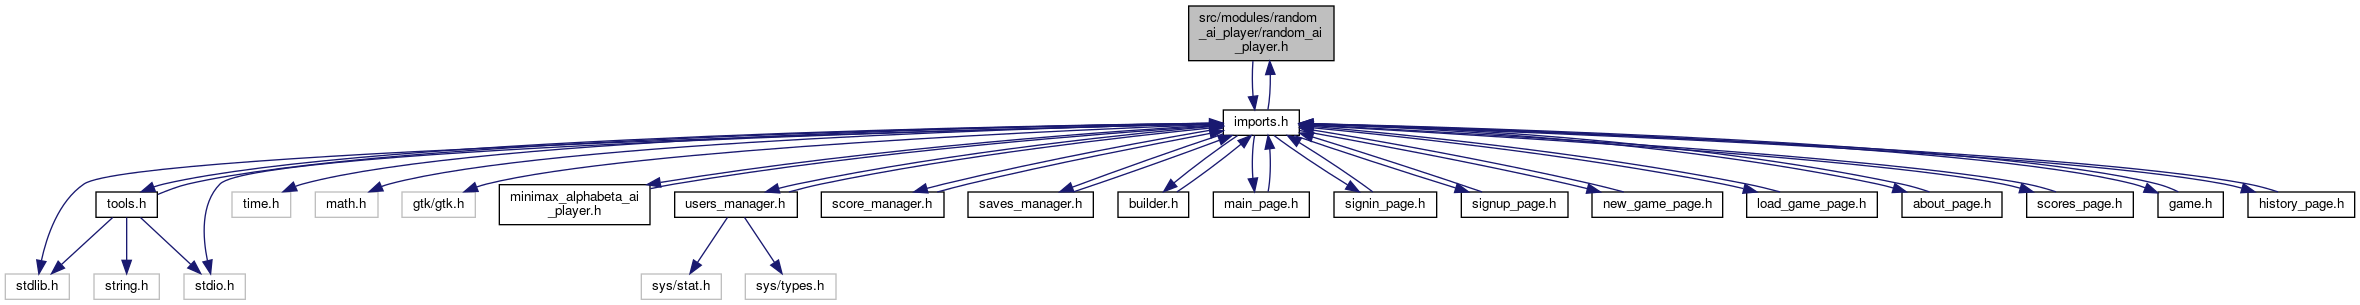 src/modules/random
_ai_player/random_ai
_player.h
imports.h
tools.h
time.h
math.h
gtk/gtk.h
minimax_alphabeta_ai
_player.h
users_manager.h
score_manager.h
saves_manager.h
builder.h
main_page.h
signin_page.h
signup_page.h
new_game_page.h
load_game_page.h
about_page.h
scores_page.h
game.h
history_page.h
stdlib.h
string.h
stdio.h
sys/stat.h
sys/types.h